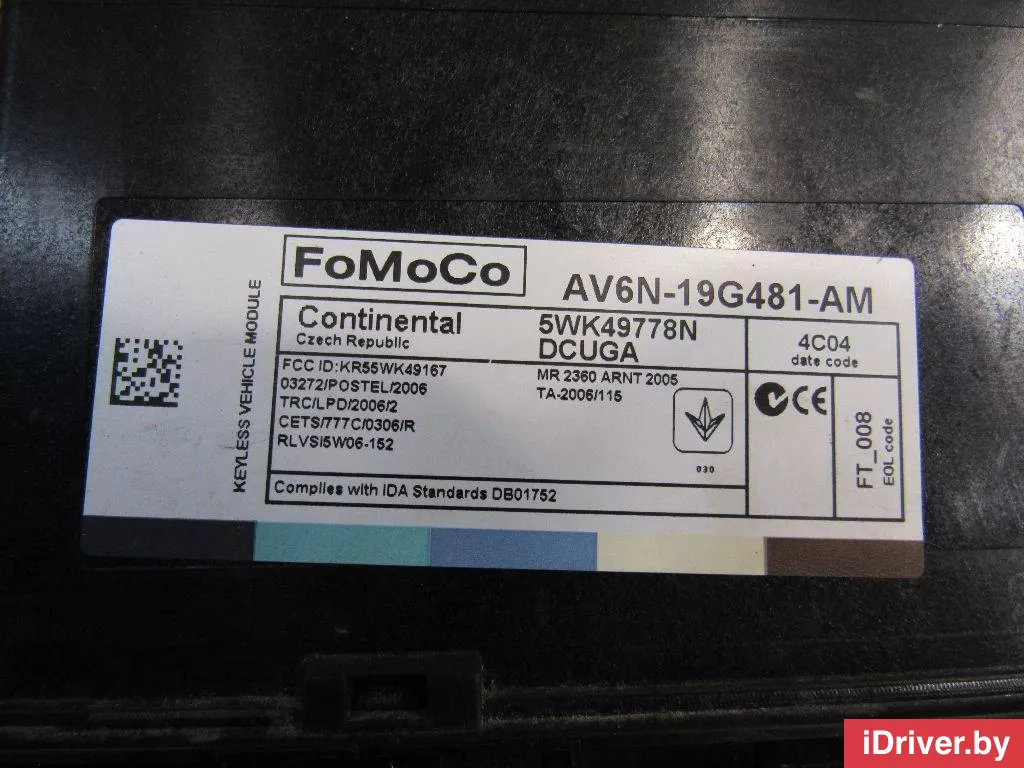 FoMoCo
AV6N-19G481-AM
KEYLESS VEHICLE MODULE
Continental
Czech Republic
5WK49778N
DCUGA
4C04
date code
FCC ID:KR55WK49167
03272/POSTEL/2006
TRC/LPD/2006/2
CETS/777C/0306/R
RLVSI5W06-152
MR 2360 ARNT 2005
TA-2006/115
030
CE
FT_008
EOL code
Complies with IDA Standards DB01752
iDriver.by